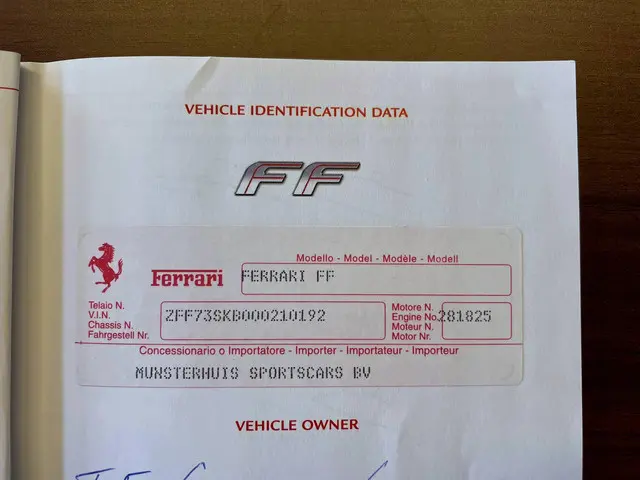 VEHICLE IDENTIFICATION DATA
FF
Modello - Model - Modèle - Modell
Ferrari FERRARI FF
Telaio N.
V.I.N.
Chassis N.
Fahrgestell Nr.
ZFF73SKB000210192
Motore N.
Engine No.
Moteur N.
Motor Nr.
281825
Concessionario o Importatore - Importer - Importateur - Importeur
MUNSTERHUIS SPORTSCARS BV
VEHICLE OWNER